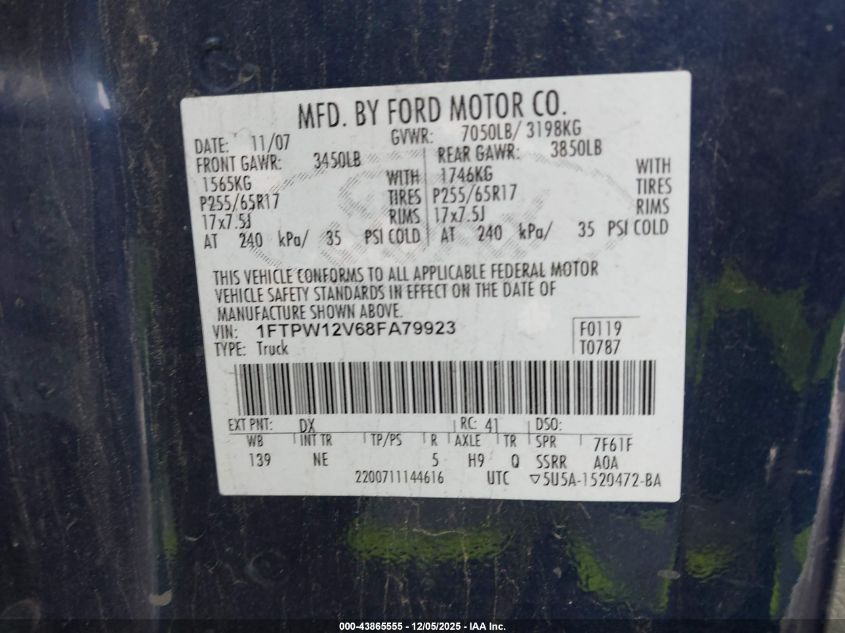 MFD. BY FORD MOTOR CO.
DATE: 11/07 GVWR: 7050LB/ 3198KG
FRONT GAWR: 3450LB REAR GAWR: 3850LB
1565KG WITH 1746KG WITH
P255/65R17 TIRES P255/65R17 TIRES
17x7.5J RIMS 17x7.5J RIMS
AT 240 kPa/ 35 PSI COLD AT 240 kPa/ 35 PSI COLD
THIS VEHICLE CONFORMS TO ALL APPLICABLE FEDERAL MOTOR
VEHICLE SAFETY STANDARDS IN EFFECT ON THE DATE OF
MANUFACTURE SHOWN ABOVE.
VIN: 1FTPW12V68FA79923 F0119
TYPE: Truck T0787
EXT PNT: DX RC: 41 DSO:
WB INT TR TP/PS R AXLE TR SPR 7F61F
139 NE 5 H9 Q SSRR A0A
2200711144616 UTC ▽5U5A-1520472-BA
000-43865555 - 12/05/2025 - IAA Inc.